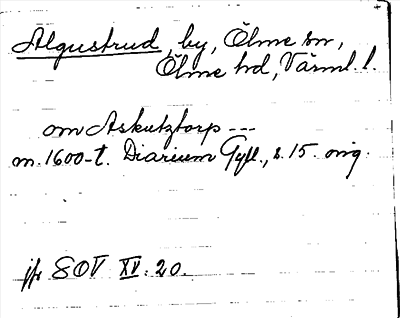 Algustrud, by, Ölme sn,
Ölme hd, Värml. l.
om Askutztorp ---
m. 1600-t. Diarium Gyll., s. 15. orig.
jfr SOV XV. 20.